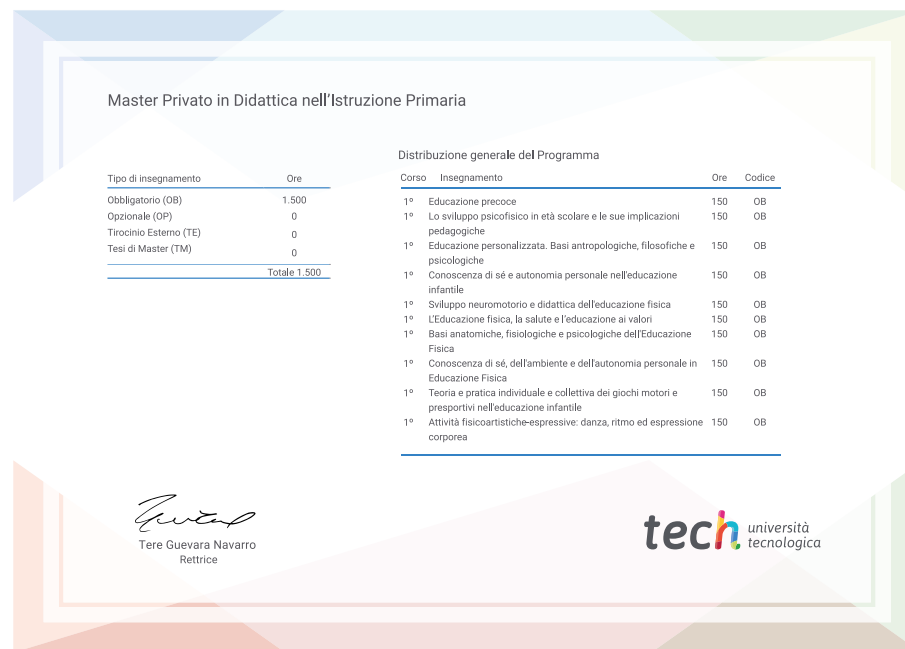 Master Privato in Didattica nell'Istruzione Primaria
Tipo di insegnamento Ore
Obbligatorio (OB) 1.500
Opzionale (OP) 0
Tirocinio Esterno (TE) 0
Tesi di Master (TM) 0
Totale 1.500
Distribuzione generale del Programma
Corso Insegnamento Ore Codice
1º Educazione precoce 150 OB
1º Lo sviluppo psicofisico in età scolare e le sue implicazioni 150 OB
pedagogiche
1º Educazione personalizzata. Basi antropologiche, filosofiche e 150 OB
psicologiche
1º Conoscenza di sé e autonomia personale nell'educazione 150 OB
infantile
1º Sviluppo neuromotorio e didattica dell'educazione fisica 150 OB
1º L'Educazione fisica, la salute e l'educazione ai valori 150 OB
1º Basi anatomiche, fisiologiche e psicologiche dell'Educazione 150 OB
Fisica
1º Conoscenza di sé, dell'ambiente e dell'autonomia personale in 150 OB
Educazione Fisica
1º Teoria e pratica individuale e collettiva dei giochi motori e 150 OB
presportivi nell'educazione infantile
1º Attività fisicoartistiche-espressive: danza, ritmo ed espressione 150 OB
corporea
Tere Guevara Navarro
Rettrice
tech università
tecnologica